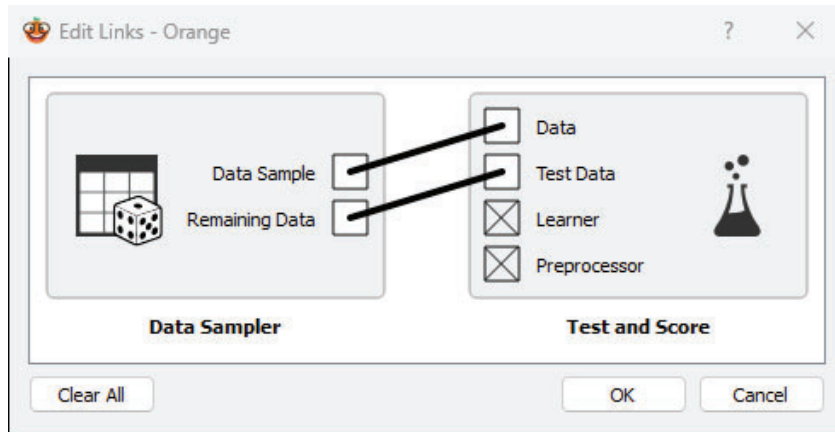 Edit Links - Orange
?
Data
Data Sample
Test Data
Remaining Data
Learner
Preprocessor
Data Sampler
Test and Score
Clear All
OK
Cancel